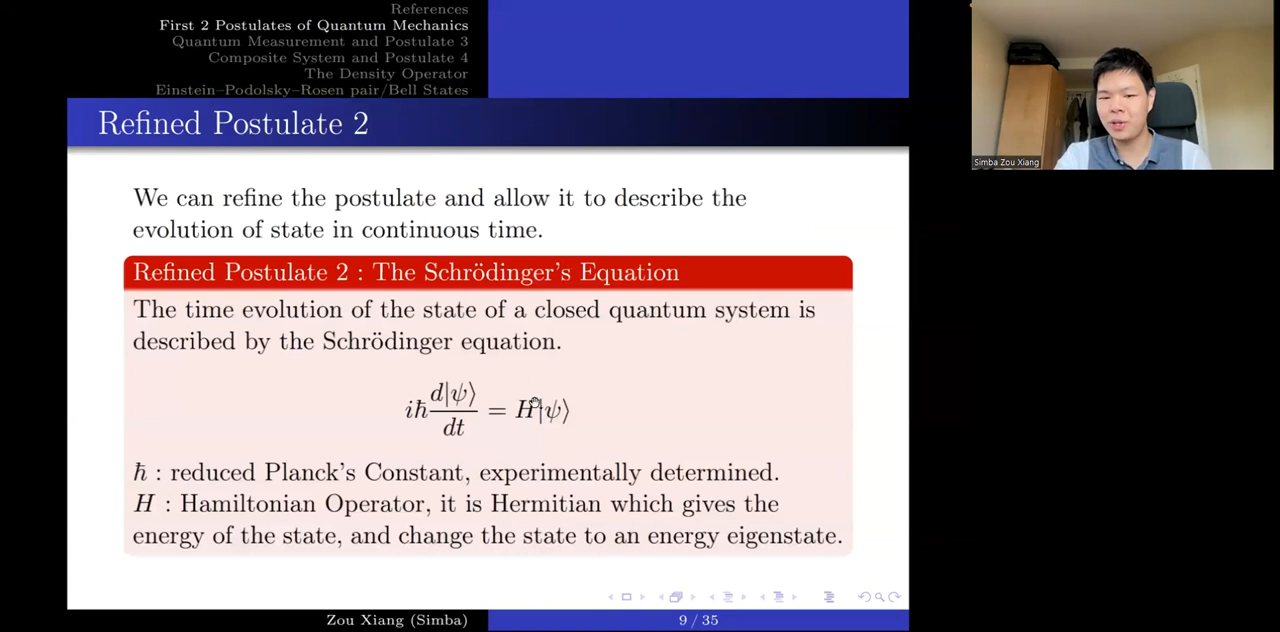 References
First 2 Postulates of Quantum Mechanics
Quantum Measurement and Postulate 3
Composite System and Postulate 4
The Density Operator
Einstein–Podolsky–Rosen pair/Bell States
Refined Postulate 2
We can refine the postulate and allow it to describe the
evolution of state in continuous time.
Refined Postulate 2 : The Schrödinger's Equation
The time evolution of the state of a closed quantum system is
described by the Schrödinger equation.
iħ d|ψ⟩/dt = H|ψ⟩
ħ : reduced Planck's Constant, experimentally determined.
H : Hamiltonian Operator, it is Hermitian which gives the
energy of the state, and change the state to an energy eigenstate.
Zou Xiang (Simba)
9 / 35
Simba Zou Xiang